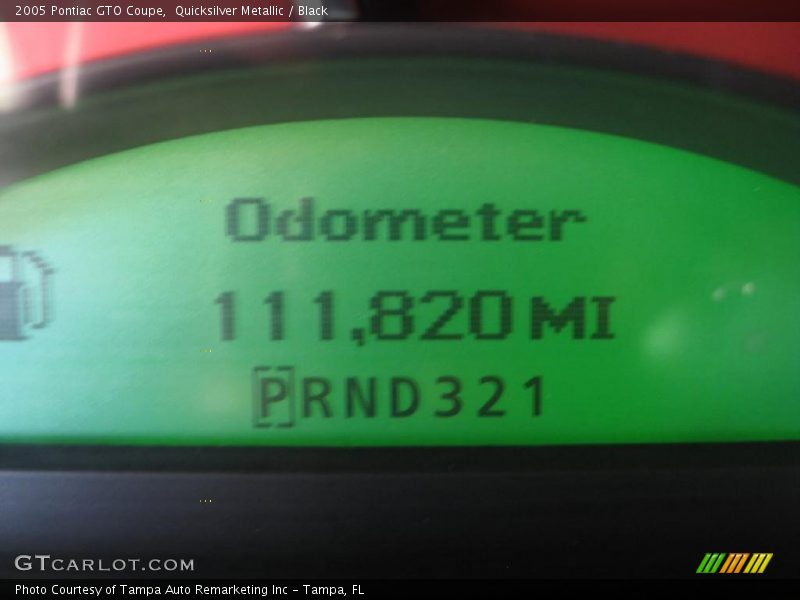 2005 Pontiac GTO Coupe,  Quicksilver Metallic / Black
Odometer
111,820 MI
PRND321
GTCARLOT.COM
Photo Courtesy of Tampa Auto Remarketing Inc - Tampa, FL